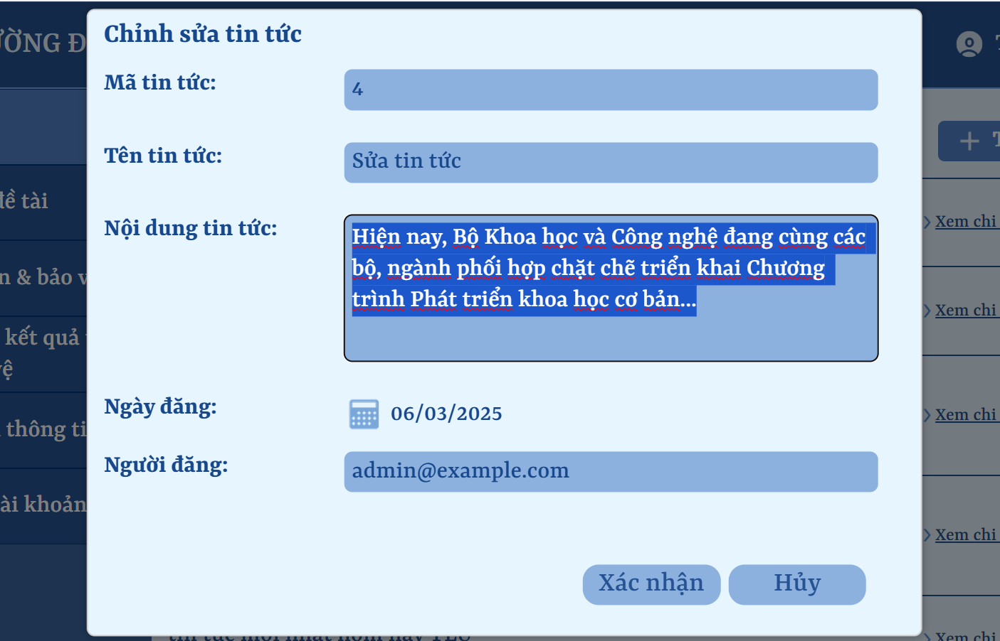 Chỉnh sửa tin tức
Mã tin tức:
4
Tên tin tức:
Sửa tin tức
Nội dung tin tức:
Hiện nay, Bộ Khoa học và Công nghệ đang cùng các
bộ, ngành phối hợp chặt chẽ triển khai Chương
trình Phát triển khoa học cơ bản...
Ngày đăng:
06/03/2025
Người đăng:
admin@example.com
Xác nhận
Hủy
đề tài
& bảo
kết quả
thông
khoản
Xem chi
Xem chi
Xem chi
Xem chi
Xem chi